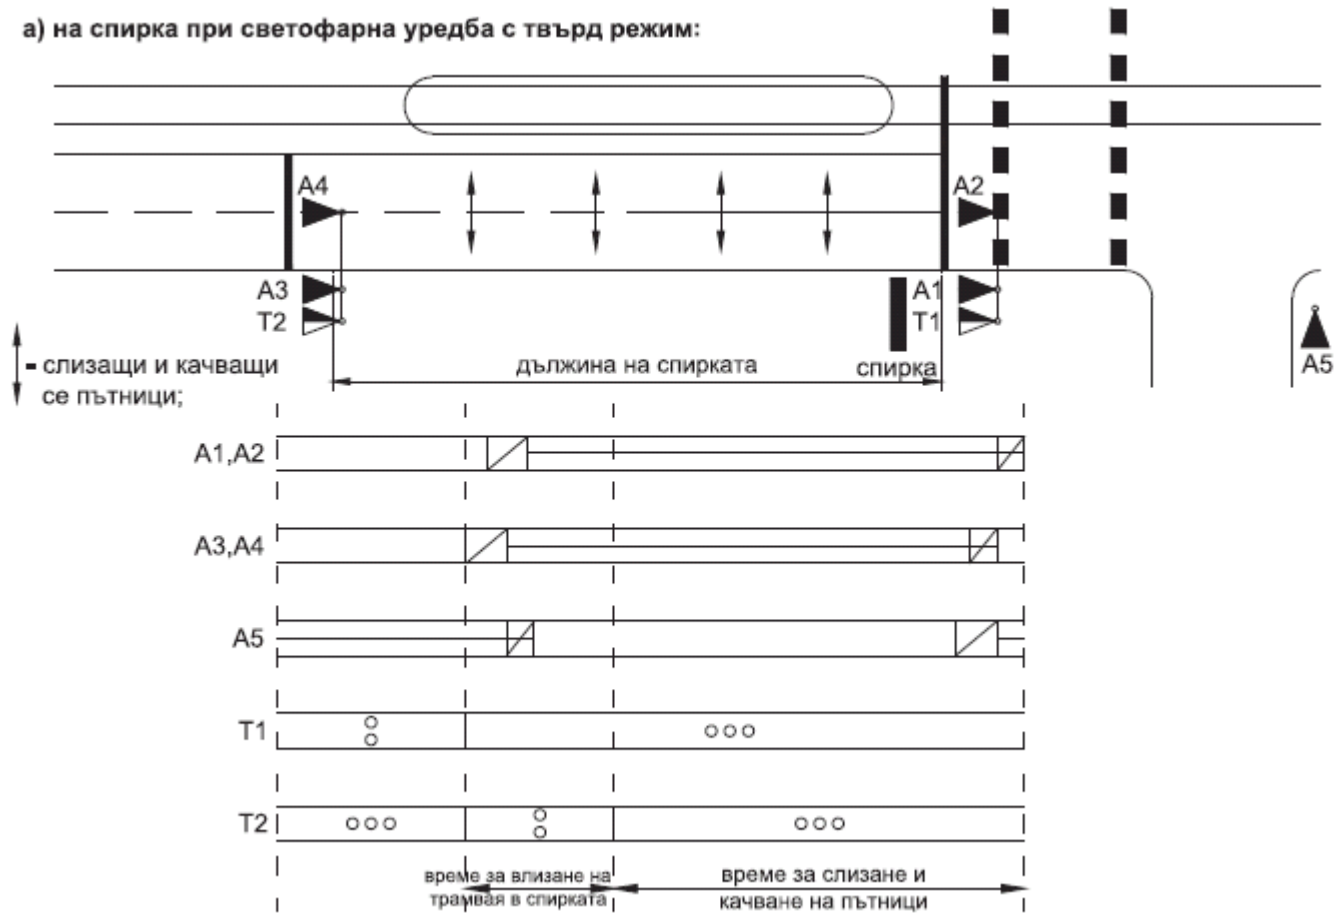 а) на спирка при светофарна уредба с твърд режим:
А4
А2
А3
Т2
А1
Т1
- слизащи и качващи
се пътници;
дължина на спирката
спирка
А5
А1,А2
А3,А4
А5
Т1
Т2
време за влизане на
трамвая в спирката
време за слизане и
качване на пътници